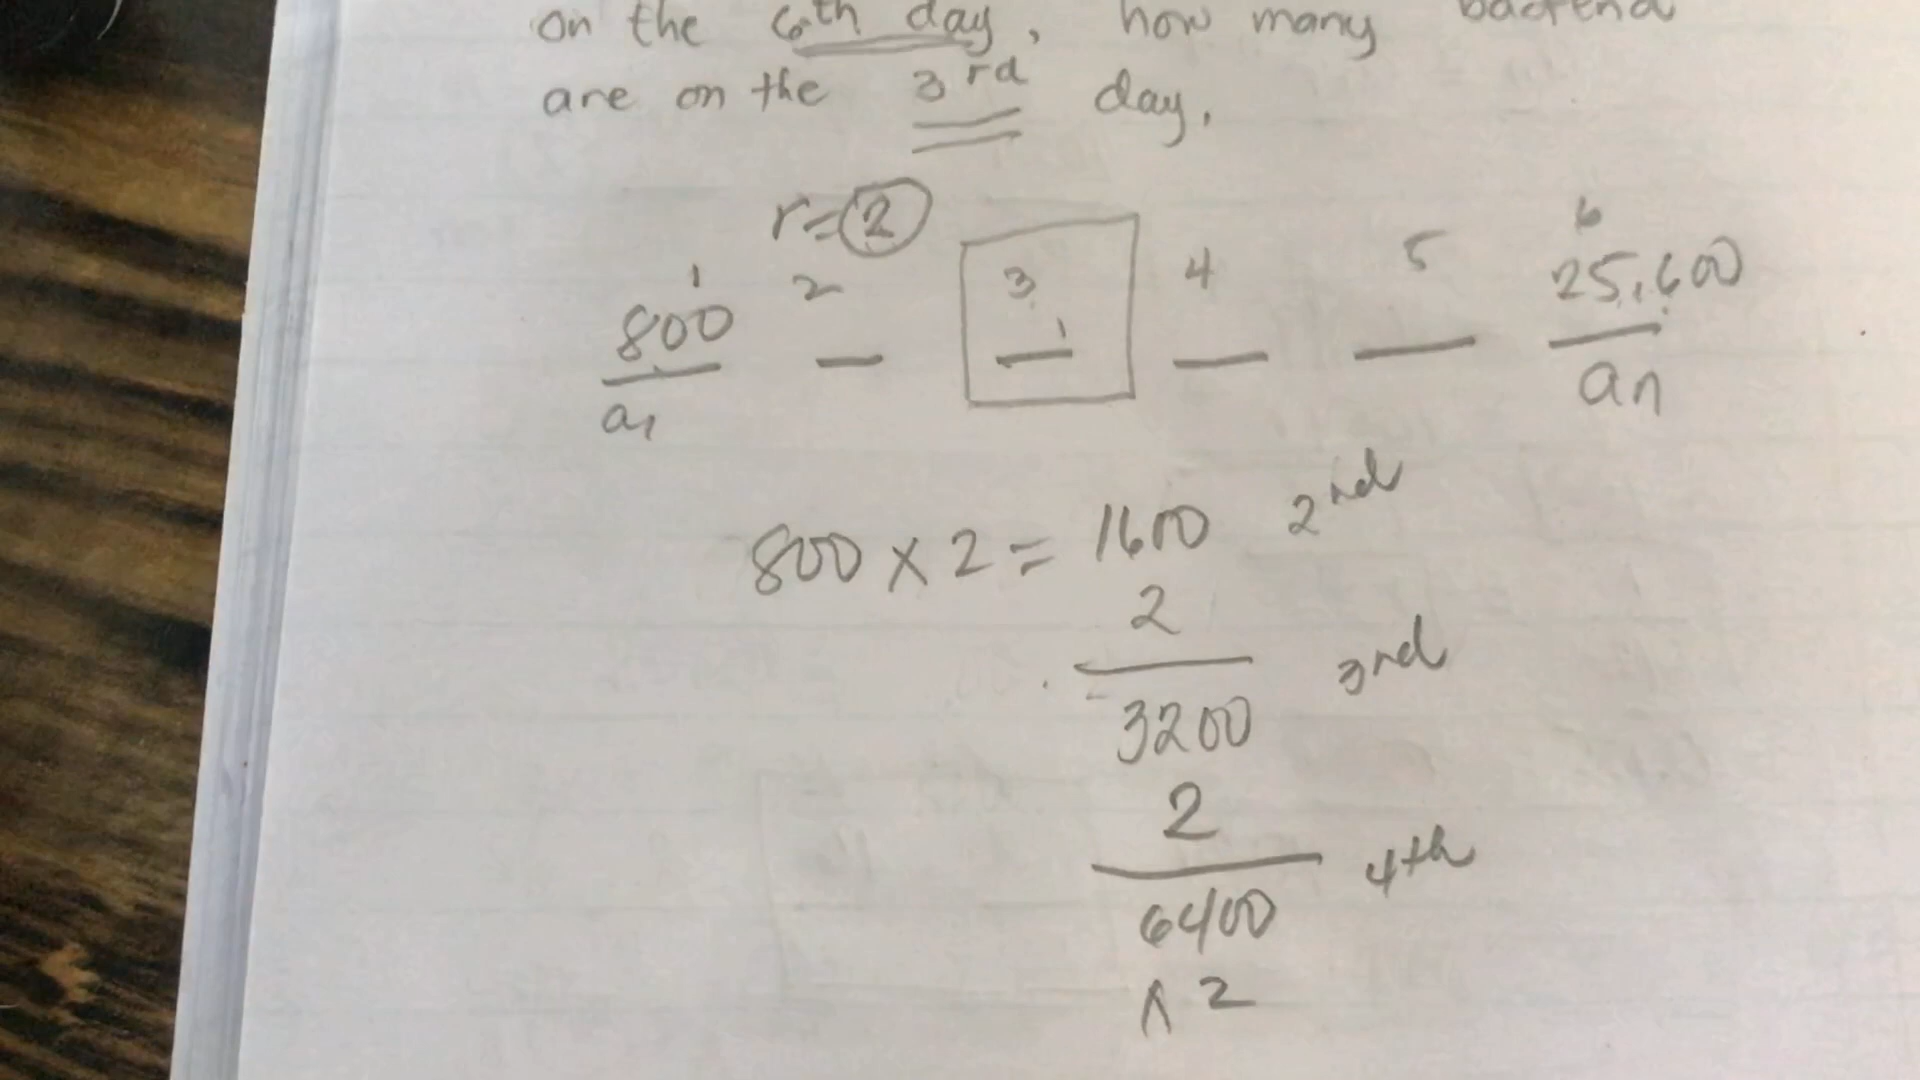 on the 6th day, how many bacteria
are on the 3rd day.
r=2
1 2 3 4 5 6
800 25,600
a1 an
800 x 2 = 1600 2nd
2
3200 3rd
2
6400 4th
x 2